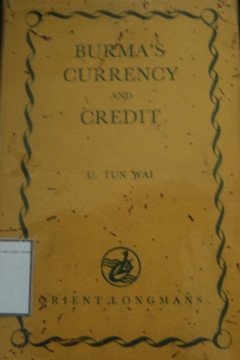 BURMA'S
CURRENCY
AND
CREDIT
U. TUN WAI
ORIENT LONGMANS